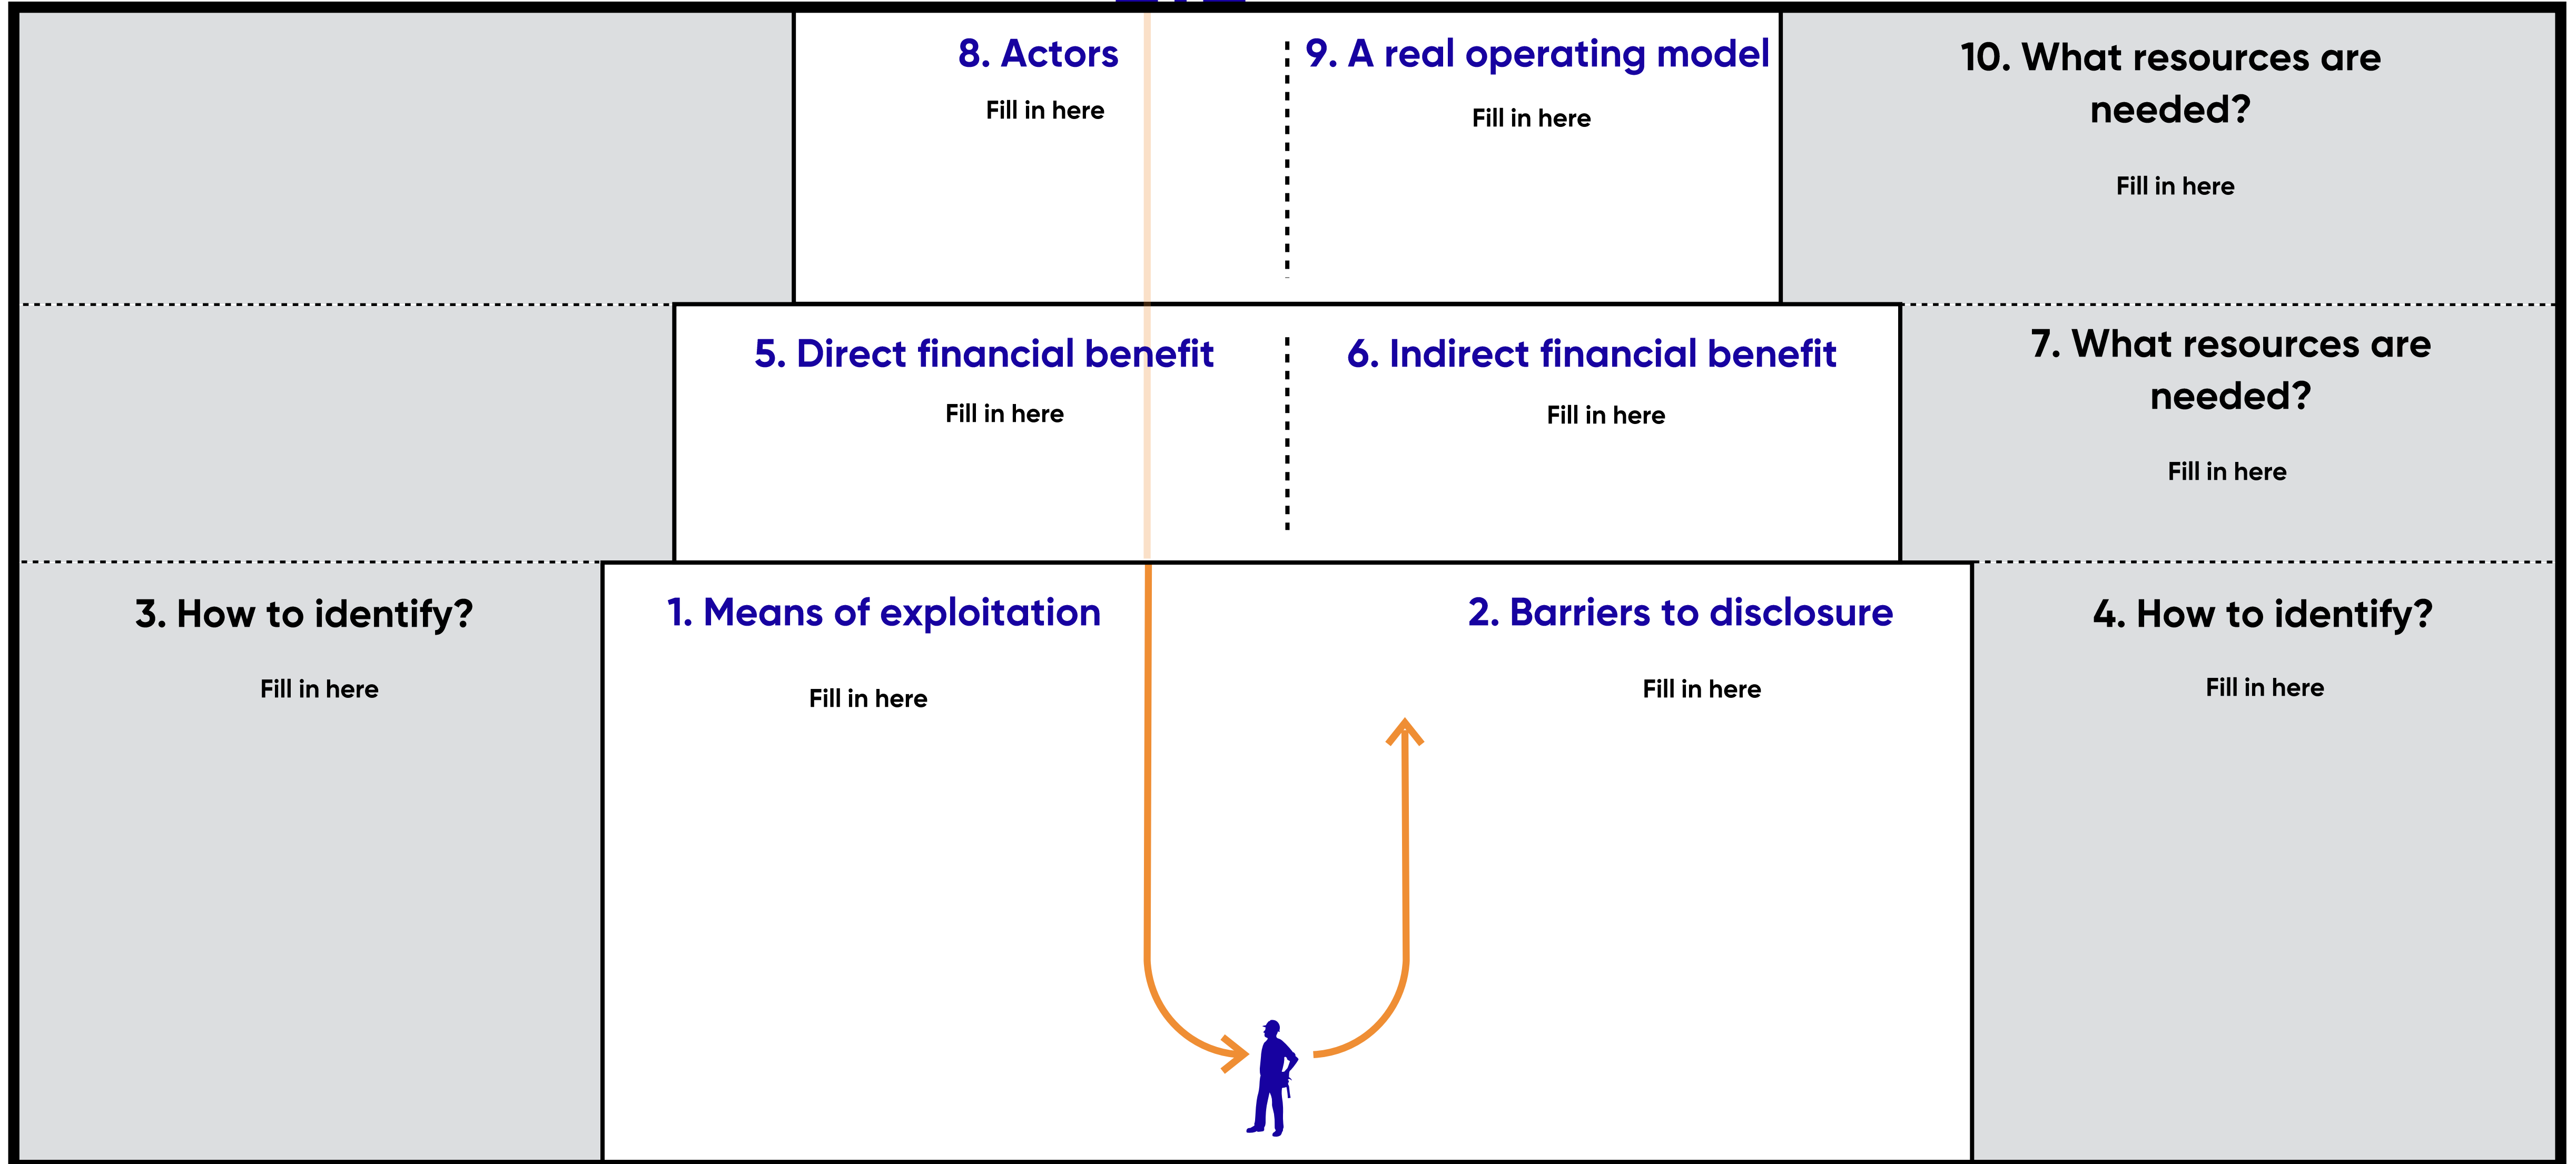 8. Actors
Fill in here
9. A real operating model
Fill in here
10. What resources are
needed?
Fill in here
5. Direct financial benefit
Fill in here
6. Indirect financial benefit
Fill in here
7. What resources are
needed?
Fill in here
3. How to identify?
Fill in here
1. Means of exploitation
Fill in here
2. Barriers to disclosure
Fill in here
4. How to identify?
Fill in here